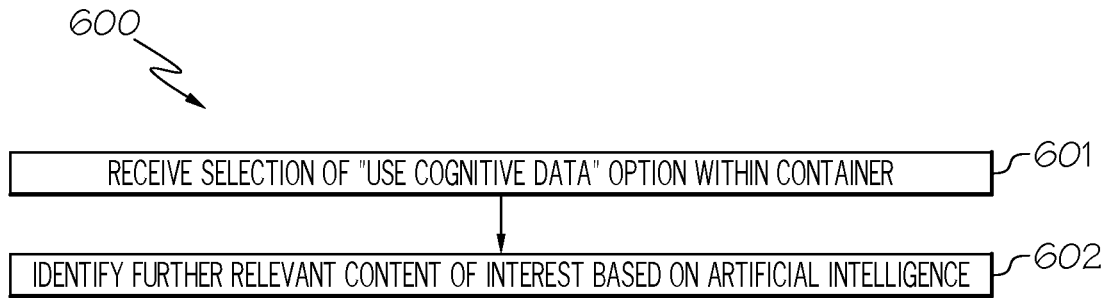 600
RECEIVE SELECTION OF "USE COGNITIVE DATA" OPTION WITHIN CONTAINER
601
IDENTIFY FURTHER RELEVANT CONTENT OF INTEREST BASED ON ARTIFICIAL INTELLIGENCE
602